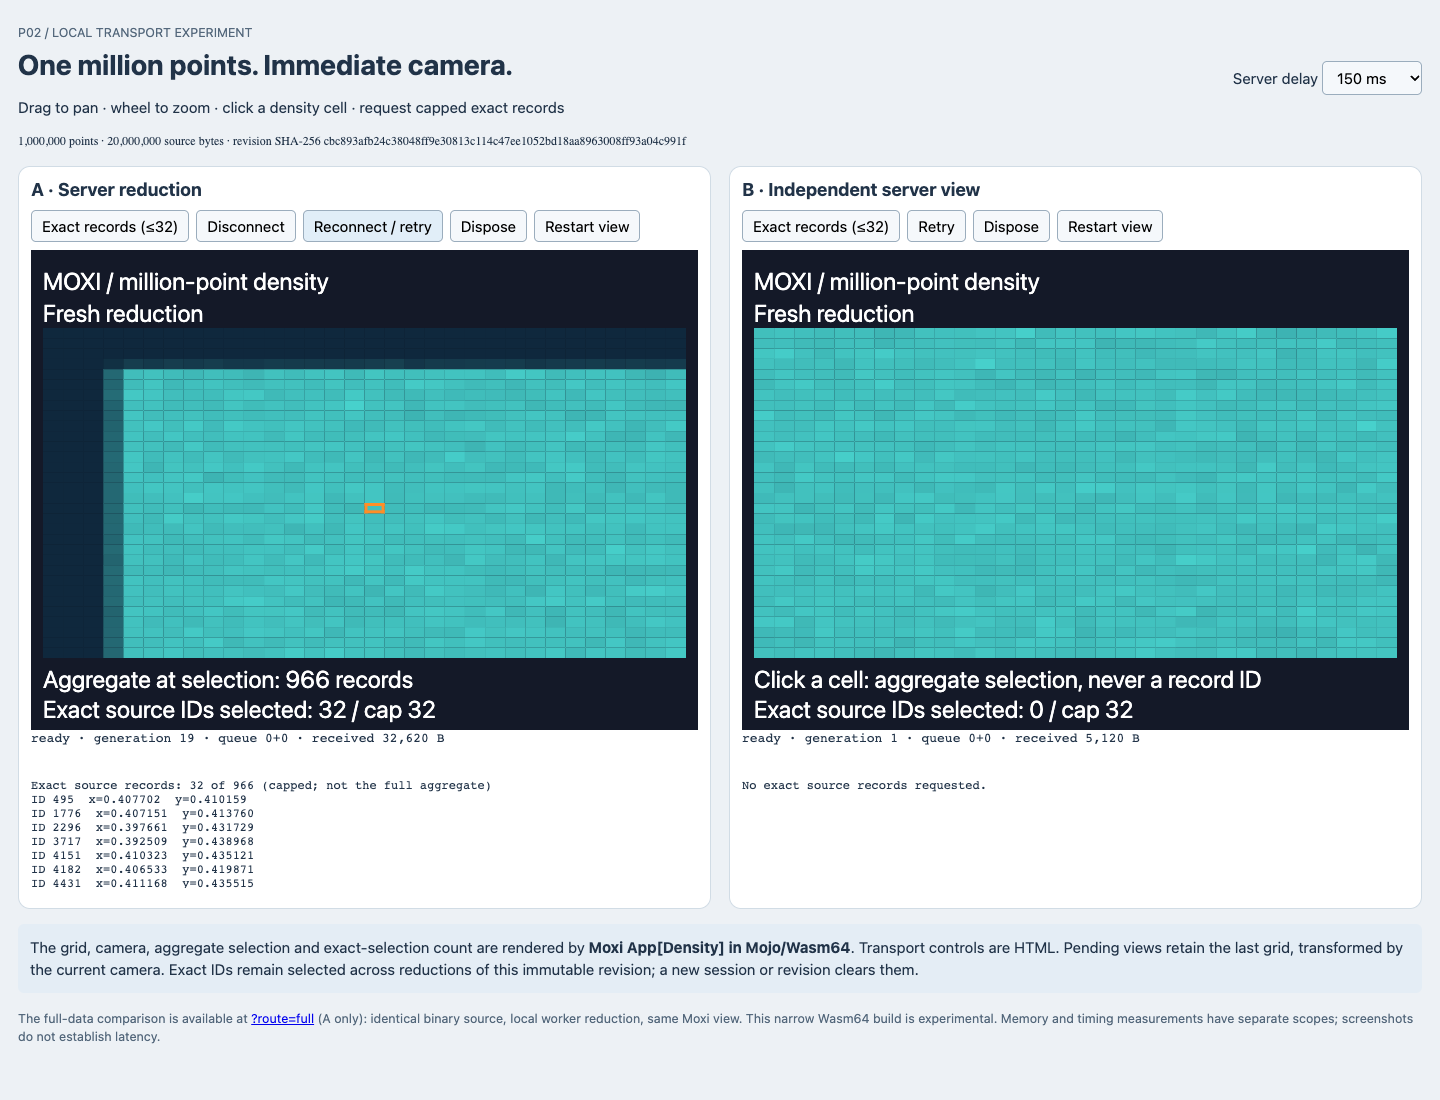 P02 / LOCAL TRANSPORT EXPERIMENT
One million points. Immediate camera.
Server delay 150 ms
Drag to pan · wheel to zoom · click a density cell · request capped exact records
1,000,000 points · 20,000,000 source bytes · revision SHA-256 cbc893afb24c38048ff9e30813c114c47ee1052bd18aa8963008ff93a04c991f
A · Server reduction
Exact records (≤32) Disconnect Reconnect / retry Dispose Restart view
MOXI / million-point density
Fresh reduction
Aggregate at selection: 966 records
Exact source IDs selected: 32 / cap 32
ready · generation 19 · queue 0+0 · received 32,620 B
Exact source records: 32 of 966 (capped; not the full aggregate)
ID 495  x=0.407702  y=0.410159
ID 1776  x=0.407151  y=0.413760
ID 2296  x=0.397661  y=0.431729
ID 3717  x=0.392509  y=0.438968
ID 4151  x=0.410323  y=0.435121
ID 4182  x=0.406533  y=0.419871
ID 4431  x=0.411168  y=0.435515
B · Independent server view
Exact records (≤32) Retry Dispose Restart view
MOXI / million-point density
Fresh reduction
Click a cell: aggregate selection, never a record ID
Exact source IDs selected: 0 / cap 32
ready · generation 1 · queue 0+0 · received 5,120 B
No exact source records requested.
The grid, camera, aggregate selection and exact-selection count are rendered by Moxi App[Density] in Mojo/Wasm64. Transport controls are HTML. Pending views retain the last grid, transformed by
the current camera. Exact IDs remain selected across reductions of this immutable revision; a new session or revision clears them.
The full-data comparison is available at ?route=full (A only): identical binary source, local worker reduction, same Moxi view. This narrow Wasm64 build is experimental. Memory and timing measurements have separate scopes; screenshots
do not establish latency.